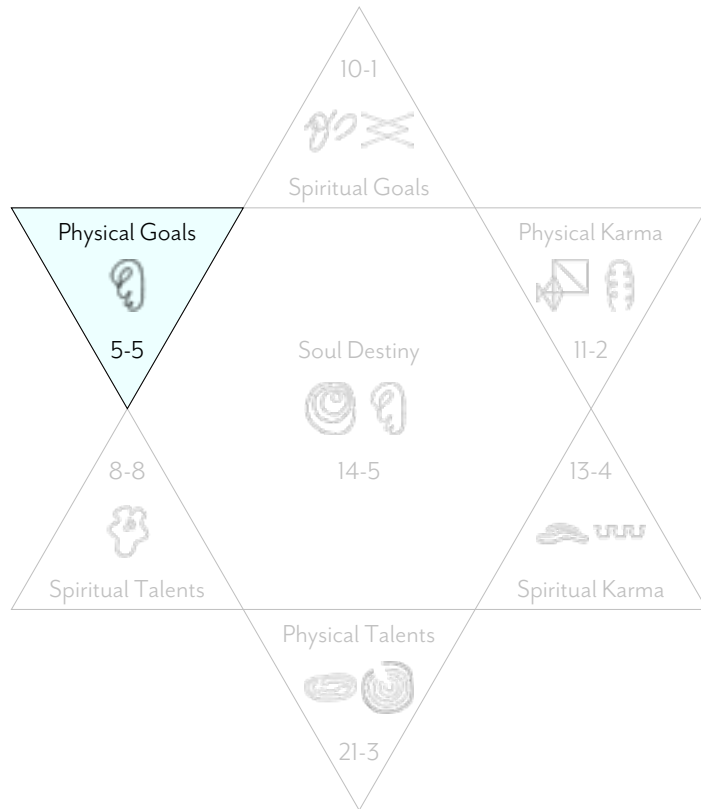 10-1
Spiritual Goals
Physical Goals
5-5
Physical Karma
11-2
Soul Destiny
14-5
8-8
Spiritual Talents
13-4
Spiritual Karma
Physical Talents
21-3